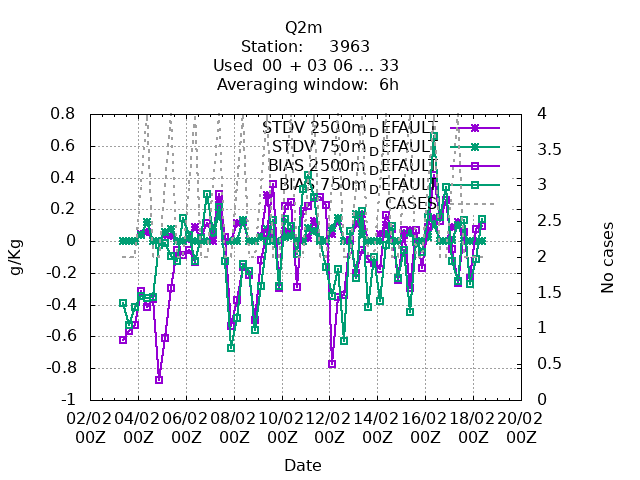 Q2m
Station: 3963
Used 00 + 03 06 ... 33
Averaging window: 6h
g/Kg
No cases
0.8
0.6
0.4
0.2
0
-0.2
-0.4
-0.6
-0.8
-1
4
3.5
3
2.5
2
1.5
1
0.5
0
STDV 2500m DEFAULT
STDV 750m DEFAULT
BIAS 2500m DEFAULT
BIAS 750m DEFAULT
CASES
02/02 04/02 06/02 08/02 10/02 12/02 14/02 16/02 18/02 20/02
00Z 00Z 00Z 00Z 00Z 00Z 00Z 00Z 00Z 00Z
Date